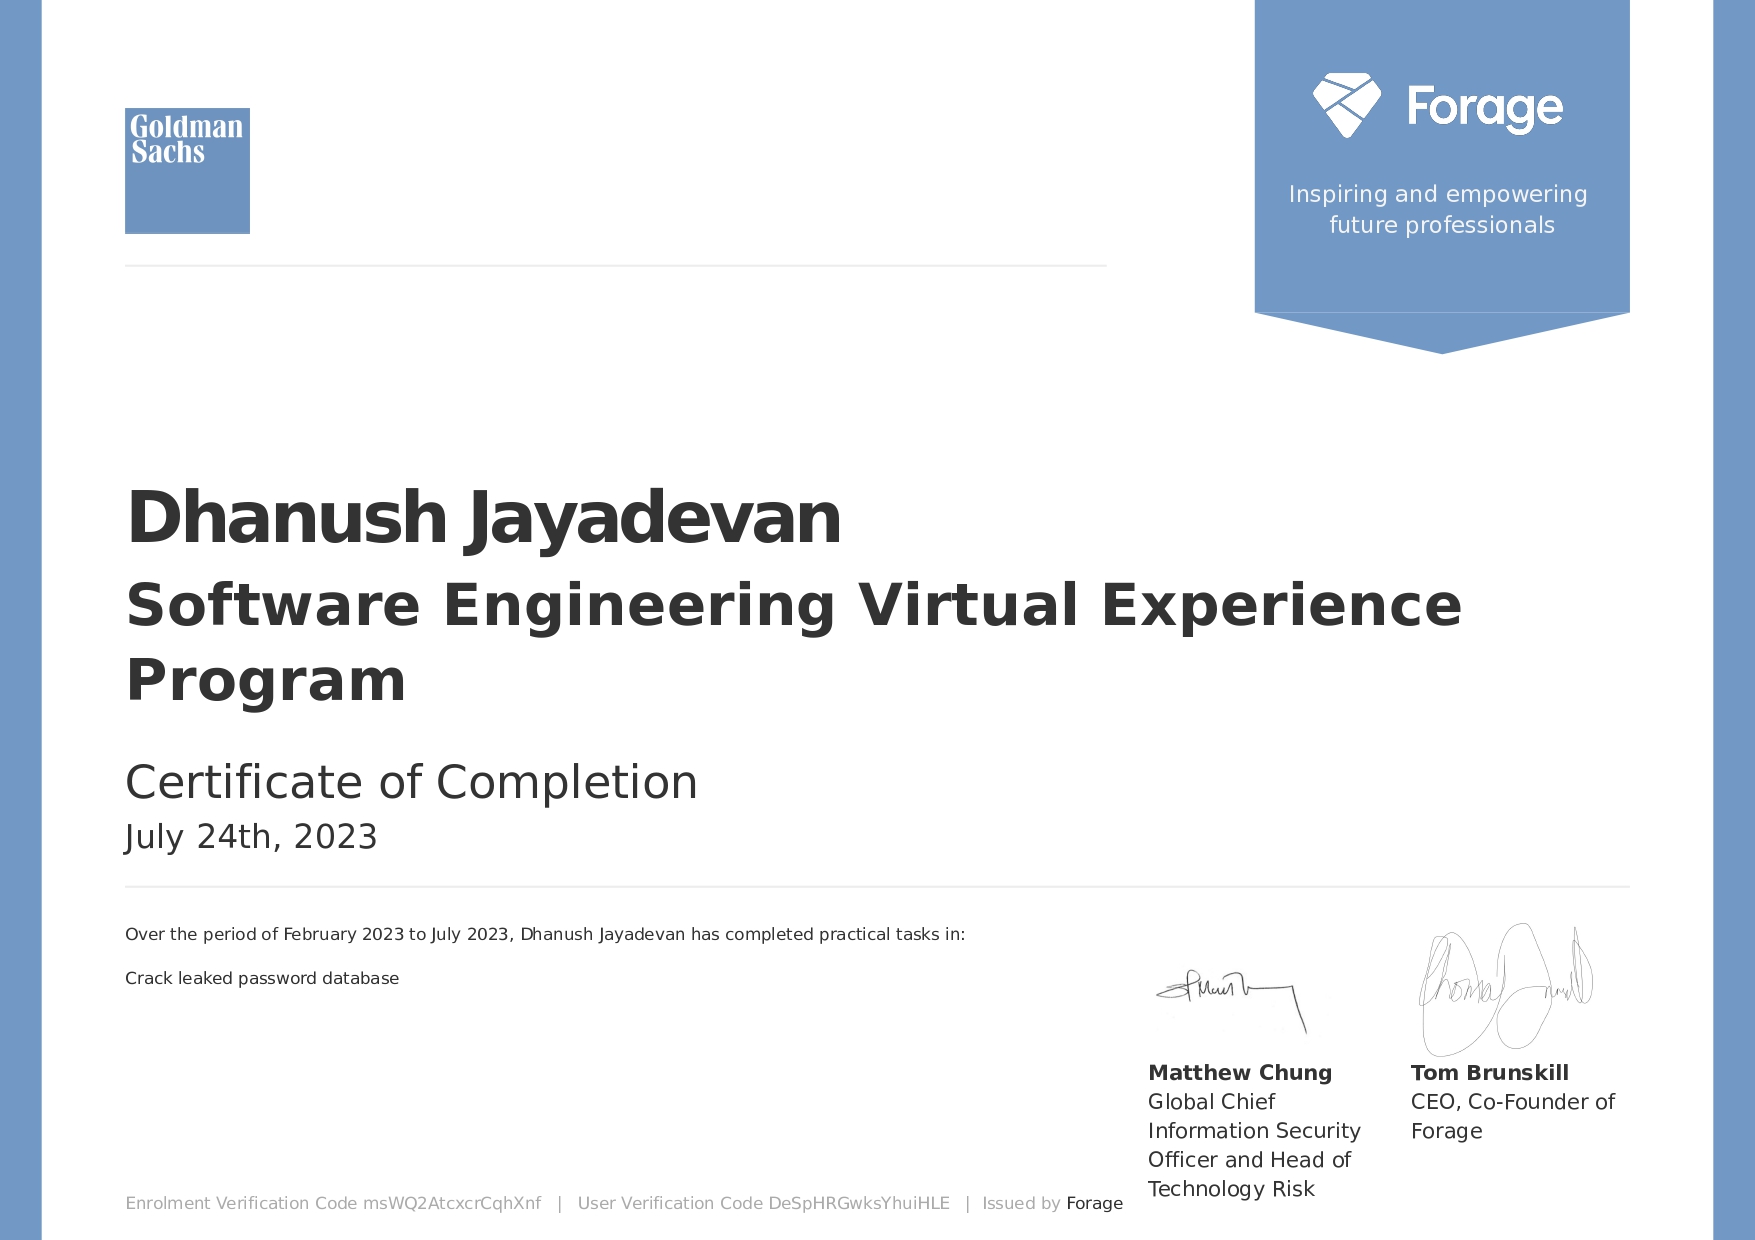 Goldman
Sachs
Forage
Inspiring and empowering
future professionals
Dhanush Jayadevan
Software Engineering Virtual Experience
Program
Certificate of Completion
July 24th, 2023
Over the period of February 2023 to July 2023, Dhanush Jayadevan has completed practical tasks in:
Crack leaked password database
Matthew Chung
Global Chief
Information Security
Officer and Head of
Technology Risk
Tom Brunskill
CEO, Co-Founder of
Forage
Enrolment Verification Code msWQ2AtcxcrCqhXnf | User Verification Code DeSpHRGwksYhuiHLE | Issued by Forage